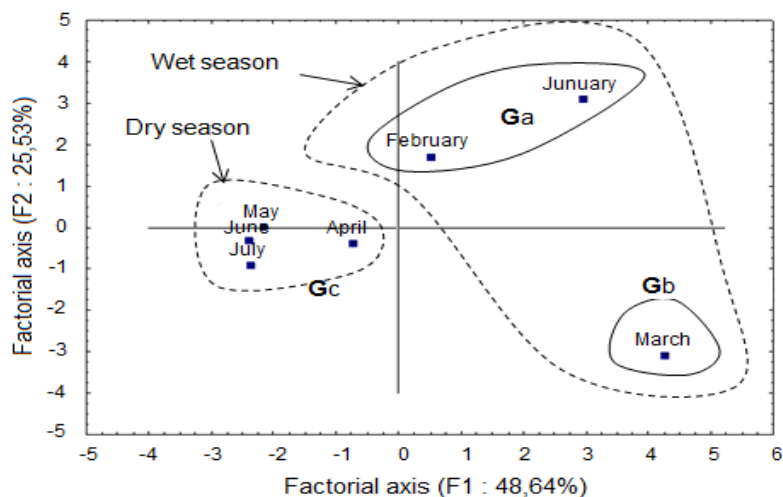 5
4
3
2
1
0
-1
-2
-3
-4
-5
Factorial axis (F2 : 25,53%)
Wet season
Junuary
Ga
February
Dry season
May
June
April
July
Gc
Gb
March
-5 -4 -3 -2 -1 0 1 2 3 4 5 6
Factorial axis (F1 : 48,64%)